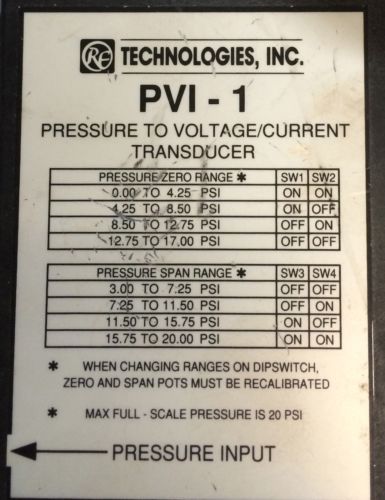 RE TECHNOLOGIES, INC.
PVI - 1
PRESSURE TO VOLTAGE/CURRENT
TRANSDUCER
PRESSURE ZERO RANGE * SW1 SW2
0.00 TO 4.25 PSI ON ON
4.25 TO 8.50 PSI ON OFF
8.50 TO 12.75 PSI OFF ON
12.75 TO 17.00 PSI OFF OFF
PRESSURE SPAN RANGE * SW3 SW4
3.00 TO 7.25 PSI OFF OFF
7.25 TO 11.50 PSI OFF ON
11.50 TO 15.75 PSI ON OFF
15.75 TO 20.00 PSI ON ON
* WHEN CHANGING RANGES ON DIPSWITCH,
ZERO AND SPAN POTS MUST BE RECALIBRATED
* MAX FULL - SCALE PRESSURE IS 20 PSI
PRESSURE INPUT